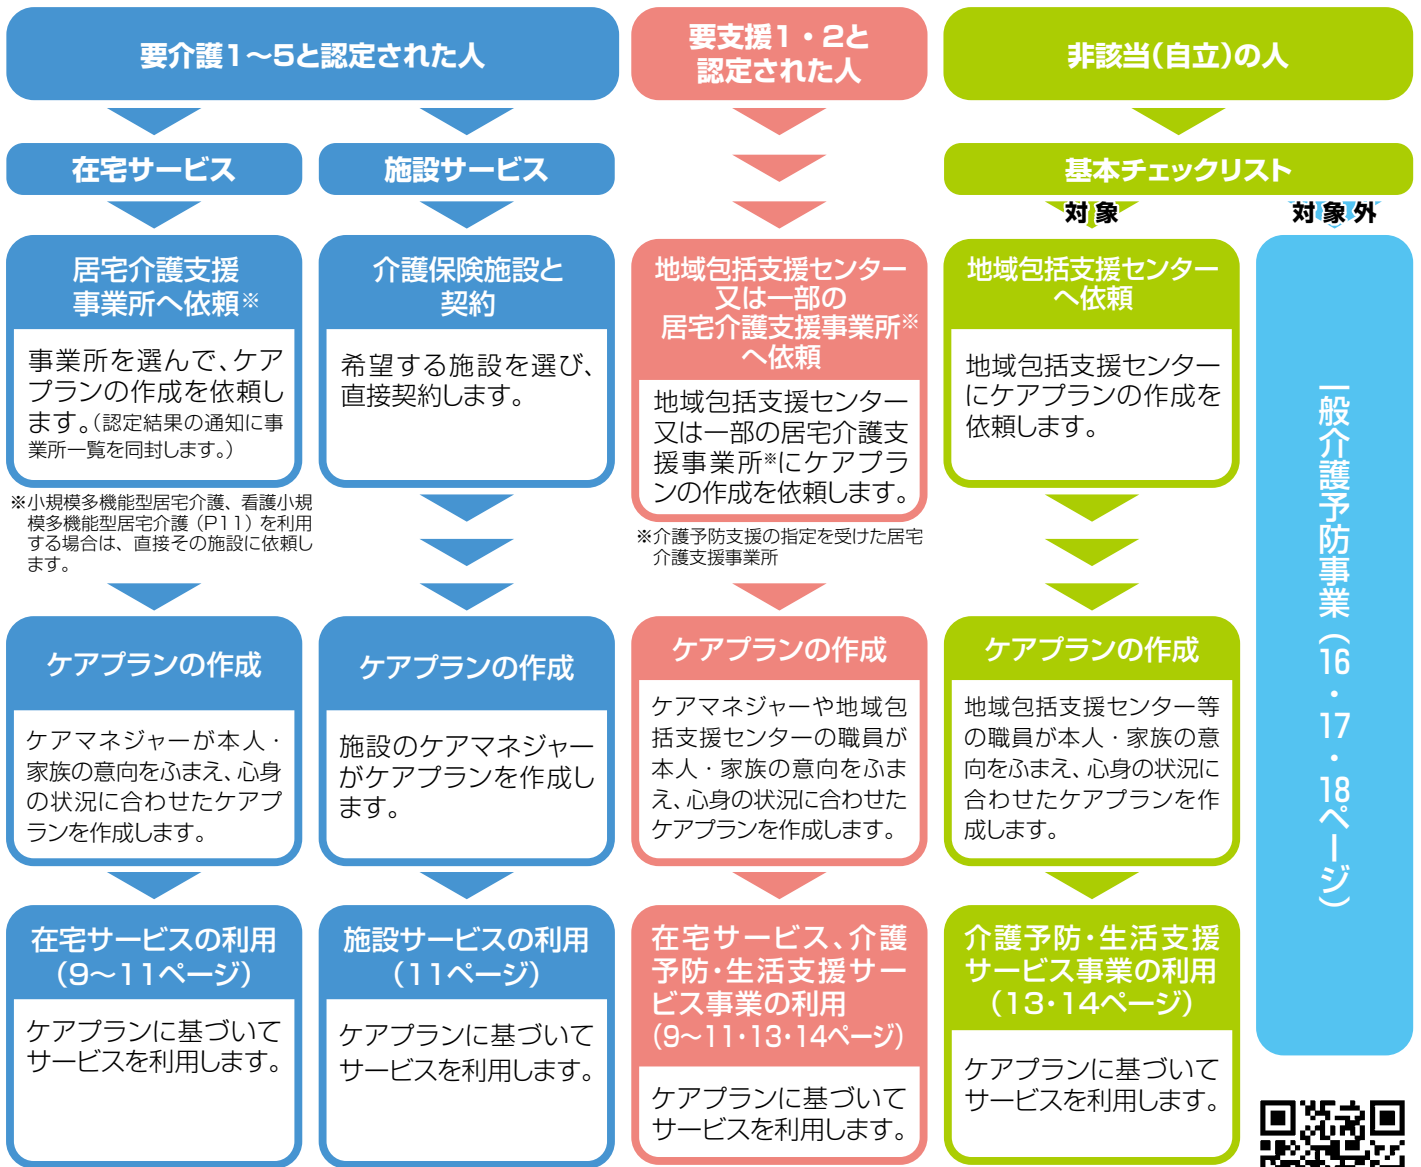 要介護1～5と認定された人
在宅サービス
居宅介護支援
事業所へ依頼※
事業所を選んで、ケア
プランの作成を依頼し
ます。(認定結果の通知に事
業所一覧を同封します。)
※小規模多機能型居宅介護、看護小規
模多機能型居宅介護（P11）を利用
する場合は、直接その施設に依頼し
ます。
ケアプランの作成
ケアマネジャーが本人・
家族の意向をふまえ、心身
の状況に合わせたケアプ
ランを作成します。
在宅サービスの利用
（9～11ページ）
ケアプランに基づいて
サービスを利用します。
施設サービス
介護保険施設と
契約
希望する施設を選び、
直接契約します。
ケアプランの作成
施設のケアマネジャー
がケアプランを作成し
ます。
施設サービスの利用
（11ページ）
ケアプランに基づいて
サービスを利用します。
要支援1・2と
認定された人
地域包括支援センター
又は一部の
居宅介護支援事業所※
へ依頼
地域包括支援センター
又は一部の居宅介護支
援事業所※にケアプラ
ンの作成を依頼します。
※介護予防支援の指定を受けた居宅
介護支援事業所
ケアプランの作成
ケアマネジャーや地域包
括支援センターの職員が
本人・家族の意向をふま
え、心身の状況に合わせた
ケアプランを作成します。
在宅サービス、介護
予防・生活支援サー
ビス事業の利用
（9～11・13・14ページ）
ケアプランに基づいて
サービスを利用します。
非該当（自立）の人
基本チェックリスト
対象
地域包括支援センター
へ依頼
地域包括支援センター
にケアプランの作成を
依頼します。
ケアプランの作成
地域包括支援センター等
の職員が本人・家族の意
向をふまえ、心身の状況に
合わせたケアプランを作
成します。
介護予防・生活支援
サービス事業の利用
（13・14ページ）
ケアプランに基づいて
サービスを利用します。
対象外
一般介護予防事業（16・17・18ページ）